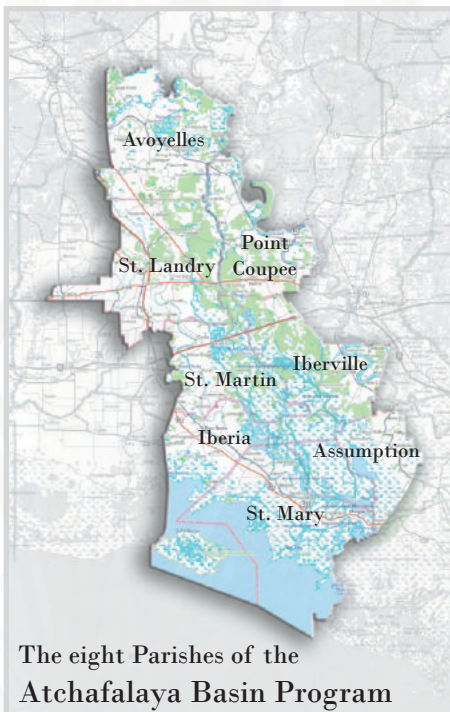 Avoyelles
Point
Coupee
St. Landry
Iberville
St. Martin
Iberia
Assumption
St. Mary
The eight Parishes of the
Atchafalaya Basin Program